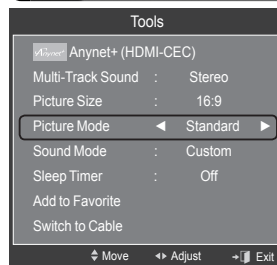 Tools
Anynet+ Anynet+ (HDMI-CEC)
Multi-Track Sound : Stereo
Picture Size : 16:9
Picture Mode ◄ Standard ►
Sound Mode : Custom
Sleep Timer : Off
Add to Favorite
Switch to Cable
Move Adjust Exit